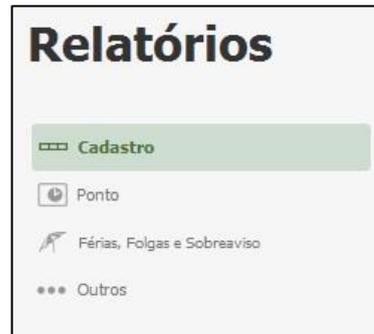 Relatórios
Cadastro
Ponto
Férias, Folgas e Sobreaviso
Outros